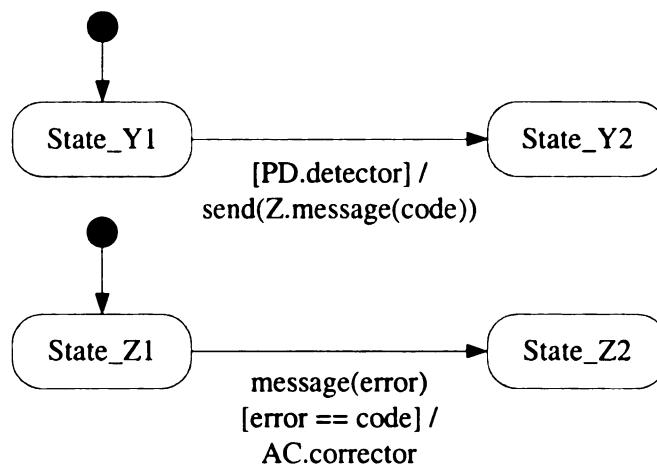 State_Y1
State_Y2
[PD.detector] /
send(Z.message(code))
State_Z1
State_Z2
message(error)
[error == code] /
AC.corrector